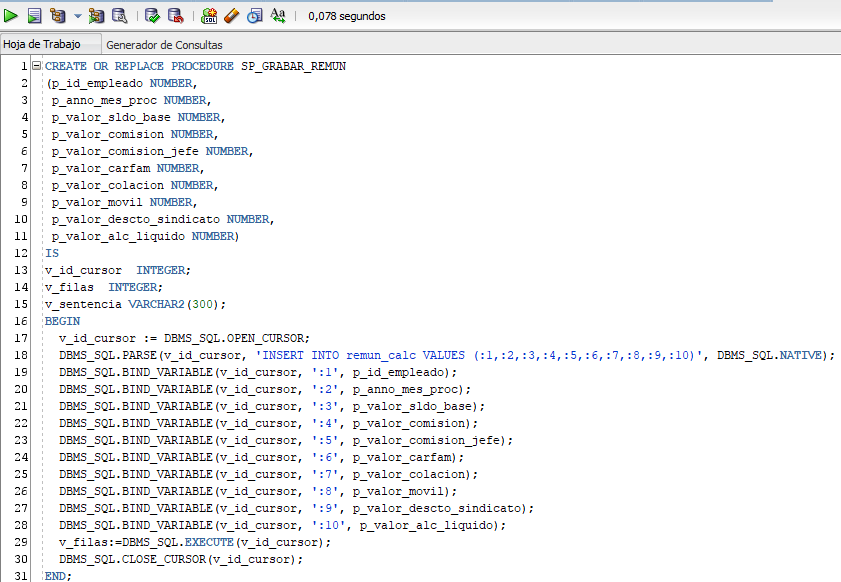 0,078 segundos
Hoja de Trabajo Generador de Consultas
1 CREATE OR REPLACE PROCEDURE SP_GRABAR_REMUN
2 (p_id_empleado NUMBER,
3 p_anno_mes_proc NUMBER,
4 p_valor_sldo_base NUMBER,
5 p_valor_comision NUMBER,
6 p_valor_comision_jefe NUMBER,
7 p_valor_carfam NUMBER,
8 p_valor_colacion NUMBER,
9 p_valor_movil NUMBER,
10 p_valor_descto_sindicato NUMBER,
11 p_valor_alc_liquido NUMBER)
12 IS
13 v_id_cursor  INTEGER;
14 v_filas  INTEGER;
15 v_sentencia VARCHAR2(300);
16 BEGIN
17 v_id_cursor := DBMS_SQL.OPEN_CURSOR;
18 DBMS_SQL.PARSE(v_id_cursor, 'INSERT INTO remun_calc VALUES (:1,:2,:3,:4,:5,:6,:7,:8,:9,:10)', DBMS_SQL.NATIVE);
19 DBMS_SQL.BIND_VARIABLE(v_id_cursor, ':1', p_id_empleado);
20 DBMS_SQL.BIND_VARIABLE(v_id_cursor, ':2', p_anno_mes_proc);
21 DBMS_SQL.BIND_VARIABLE(v_id_cursor, ':3', p_valor_sldo_base);
22 DBMS_SQL.BIND_VARIABLE(v_id_cursor, ':4', p_valor_comision);
23 DBMS_SQL.BIND_VARIABLE(v_id_cursor, ':5', p_valor_comision_jefe);
24 DBMS_SQL.BIND_VARIABLE(v_id_cursor, ':6', p_valor_carfam);
25 DBMS_SQL.BIND_VARIABLE(v_id_cursor, ':7', p_valor_colacion);
26 DBMS_SQL.BIND_VARIABLE(v_id_cursor, ':8', p_valor_movil);
27 DBMS_SQL.BIND_VARIABLE(v_id_cursor, ':9', p_valor_descto_sindicato);
28 DBMS_SQL.BIND_VARIABLE(v_id_cursor, ':10', p_valor_alc_liquido);
29 v_filas:=DBMS_SQL.EXECUTE(v_id_cursor);
30 DBMS_SQL.CLOSE_CURSOR(v_id_cursor);
31 END;